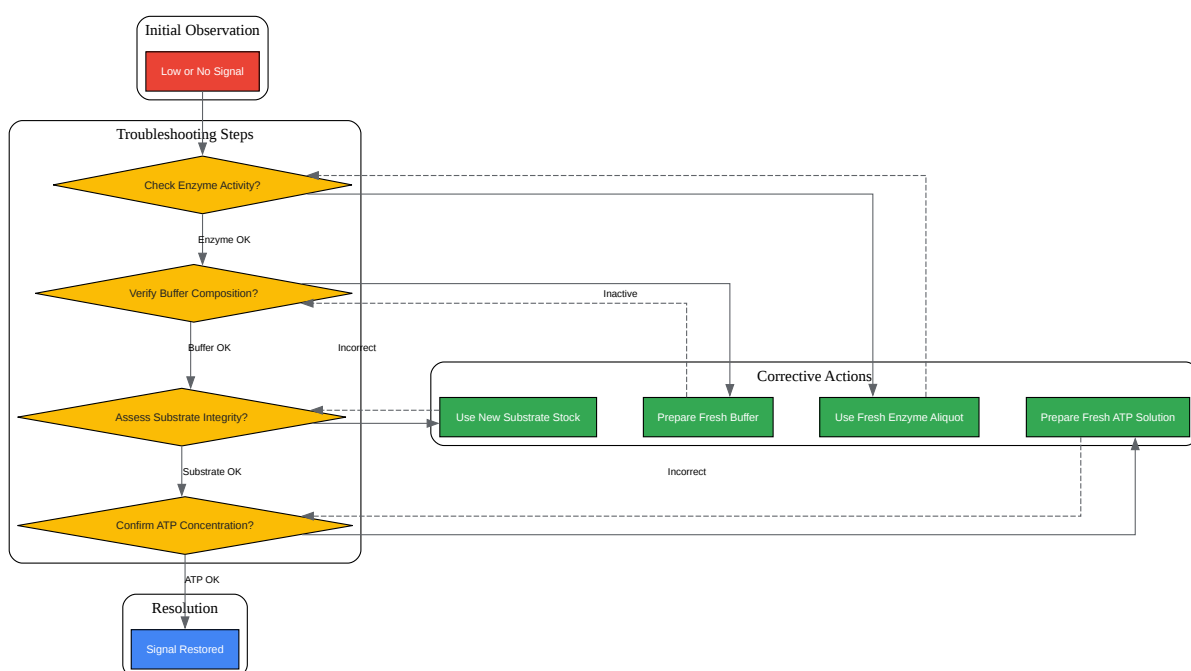 Initial Observation
Low or No Signal
Troubleshooting Steps
Check Enzyme Activity?
Enzyme OK
Verify Buffer Composition?
Inactive
Buffer OK
Incorrect
Corrective Actions
Assess Substrate Integrity?
Use New Substrate Stock
Prepare Fresh Buffer
Use Fresh Enzyme Aliquot
Prepare Fresh ATP Solution
Substrate OK
Incorrect
Confirm ATP Concentration?
ATP OK
Resolution
Signal Restored